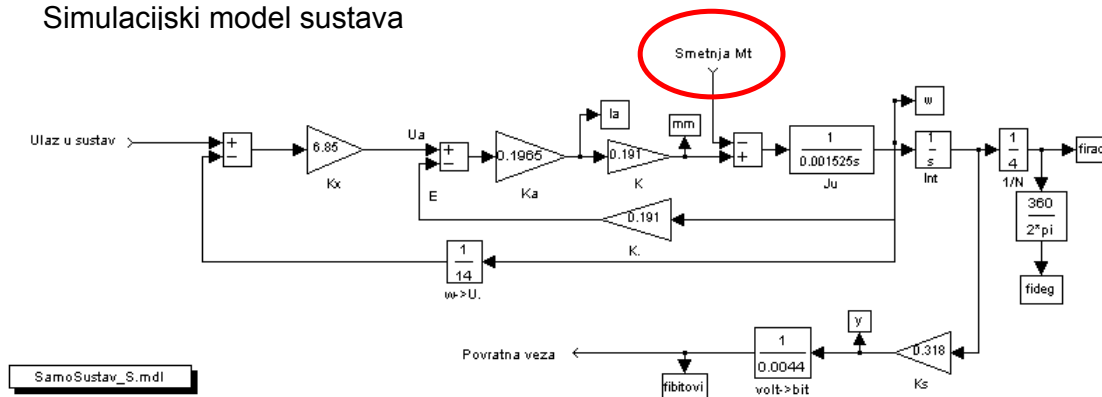 Simulacijski model sustava
Smetnja Mt
w
Ulaz u sustav
+
−
6.85
Kx
Ua
+
−
E
0.1965
Ka
Ia
0.191
K
mm
−
+
1
0.001525s
Ju
1
s
Int
1
4
1/N
firad
360
2*pi
fideg
0.191
K.
1
14
w->U.
Povratna veza
1
0.0044
volt->bit
fibitovi
y
0.318
Ks
SamoSustav_S.mdl